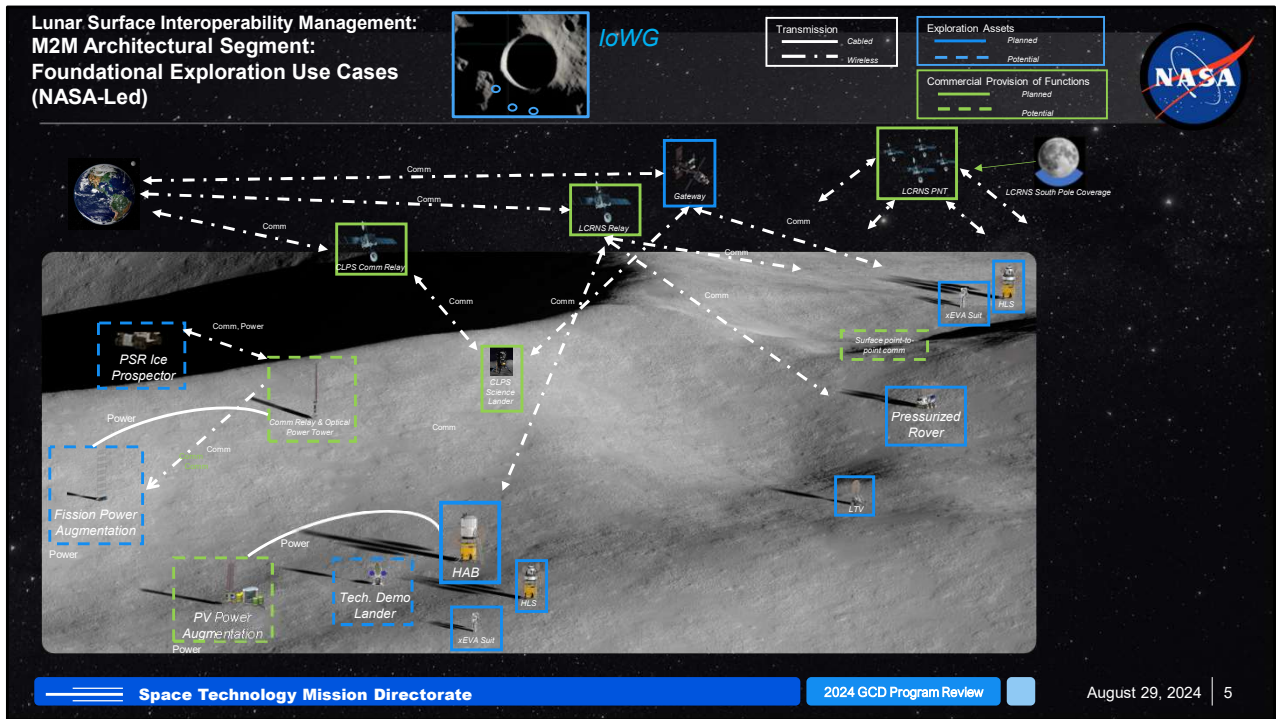 Lunar Surface Interoperability Management:
M2M Architectural Segment:
Foundational Exploration Use Cases
(NASA-Led)
IoWG
Transmission
Cabled
Wireless
Exploration Assets
Planned
Potential
Commercial Provision of Functions
Planned
Potential
NASA
Comm
Comm
Comm
Gateway
LCRNS Relay
CLPS Comm Relay
LCRNS PNT
LCRNS South Pole Coverage
Comm
Comm
Comm
Comm
Comm
xEVA Suit
HLS
Surface point-to-
point comm
Comm, Power
PSR Ice
Prospector
CLPS
Science
Lander
Pressurized
Rover
Power
Comm Relay & Optical
Power Tower
Comm
Comm
Fission Power
Augmentation
Power
LTV
Power
HAB
PV Power
Augmentation
Power
Tech. Demo
Lander
HLS
xEVA Suit
Space Technology Mission Directorate
2024 GCD Program Review
August 29, 2024
5